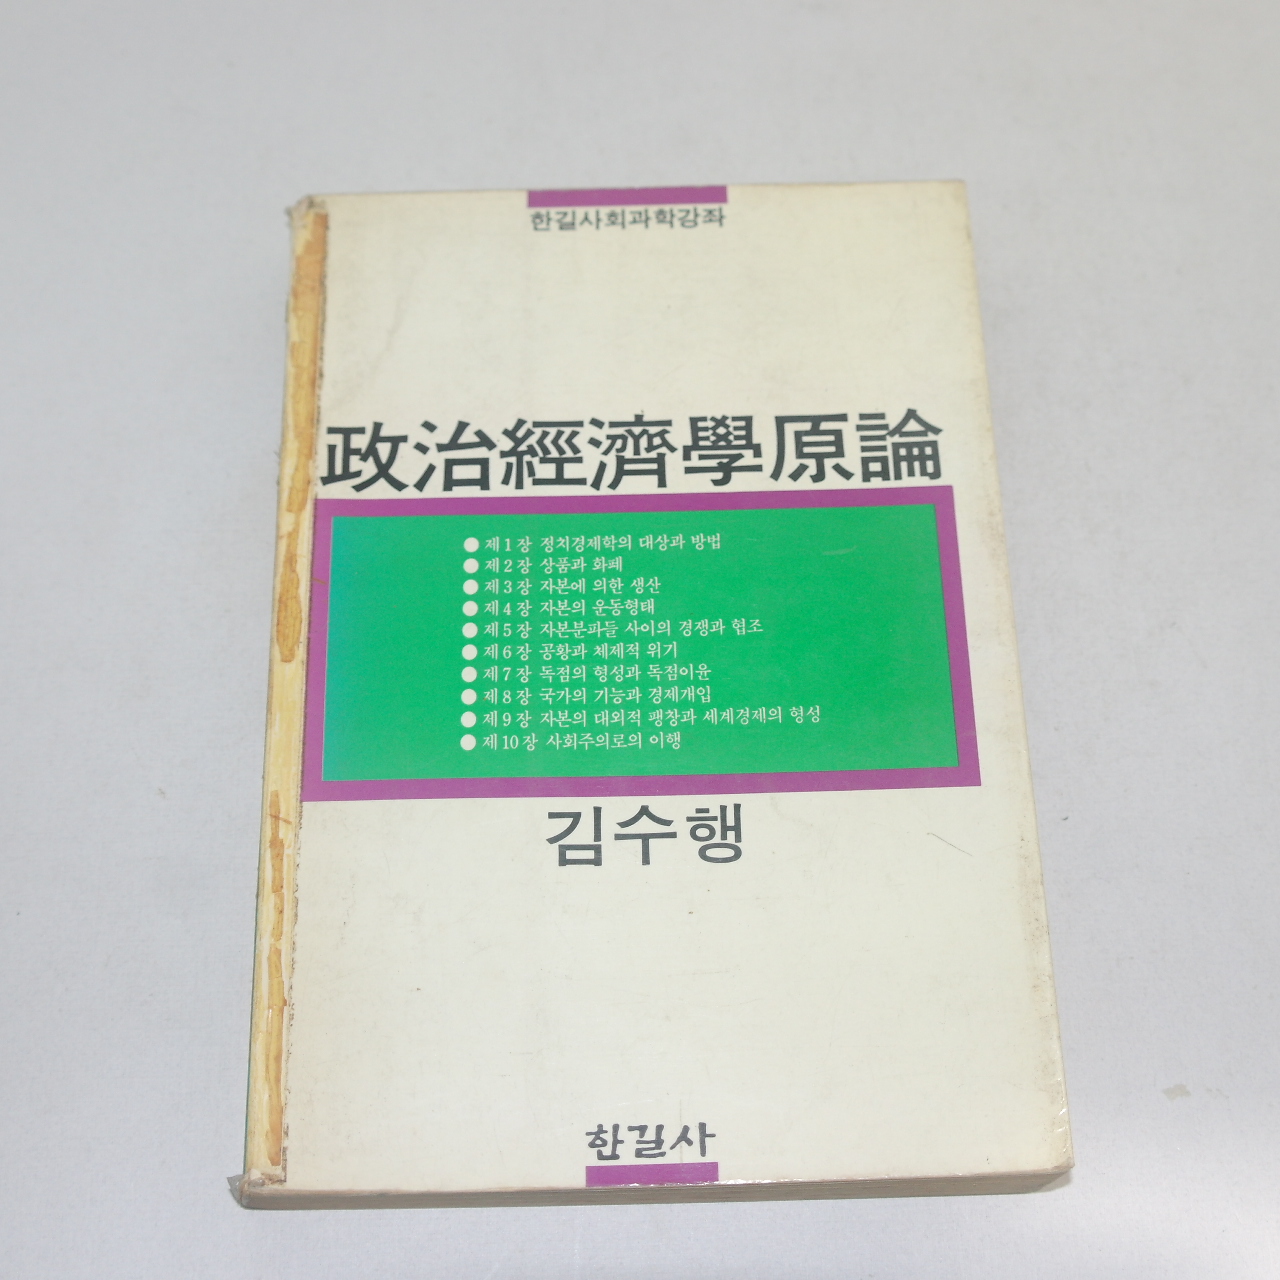 한길사회과학강좌
政治經濟學原論
● 제1장 정치경제학의 대상과 방법
● 제2장 상품과 화폐
● 제3장 자본에 의한 생산
● 제4장 자본의 운동형태
● 제5장 자본분파들 사이의 경쟁과 협조
● 제6장 공황과 체제적 위기
● 제7장 독점의 형성과 독점이윤
● 제8장 국가의 기능과 경제개입
● 제9장 자본의 대외적 팽창과 세계경제의 형성
● 제10장 사회주의로의 이행
김수행
한길사